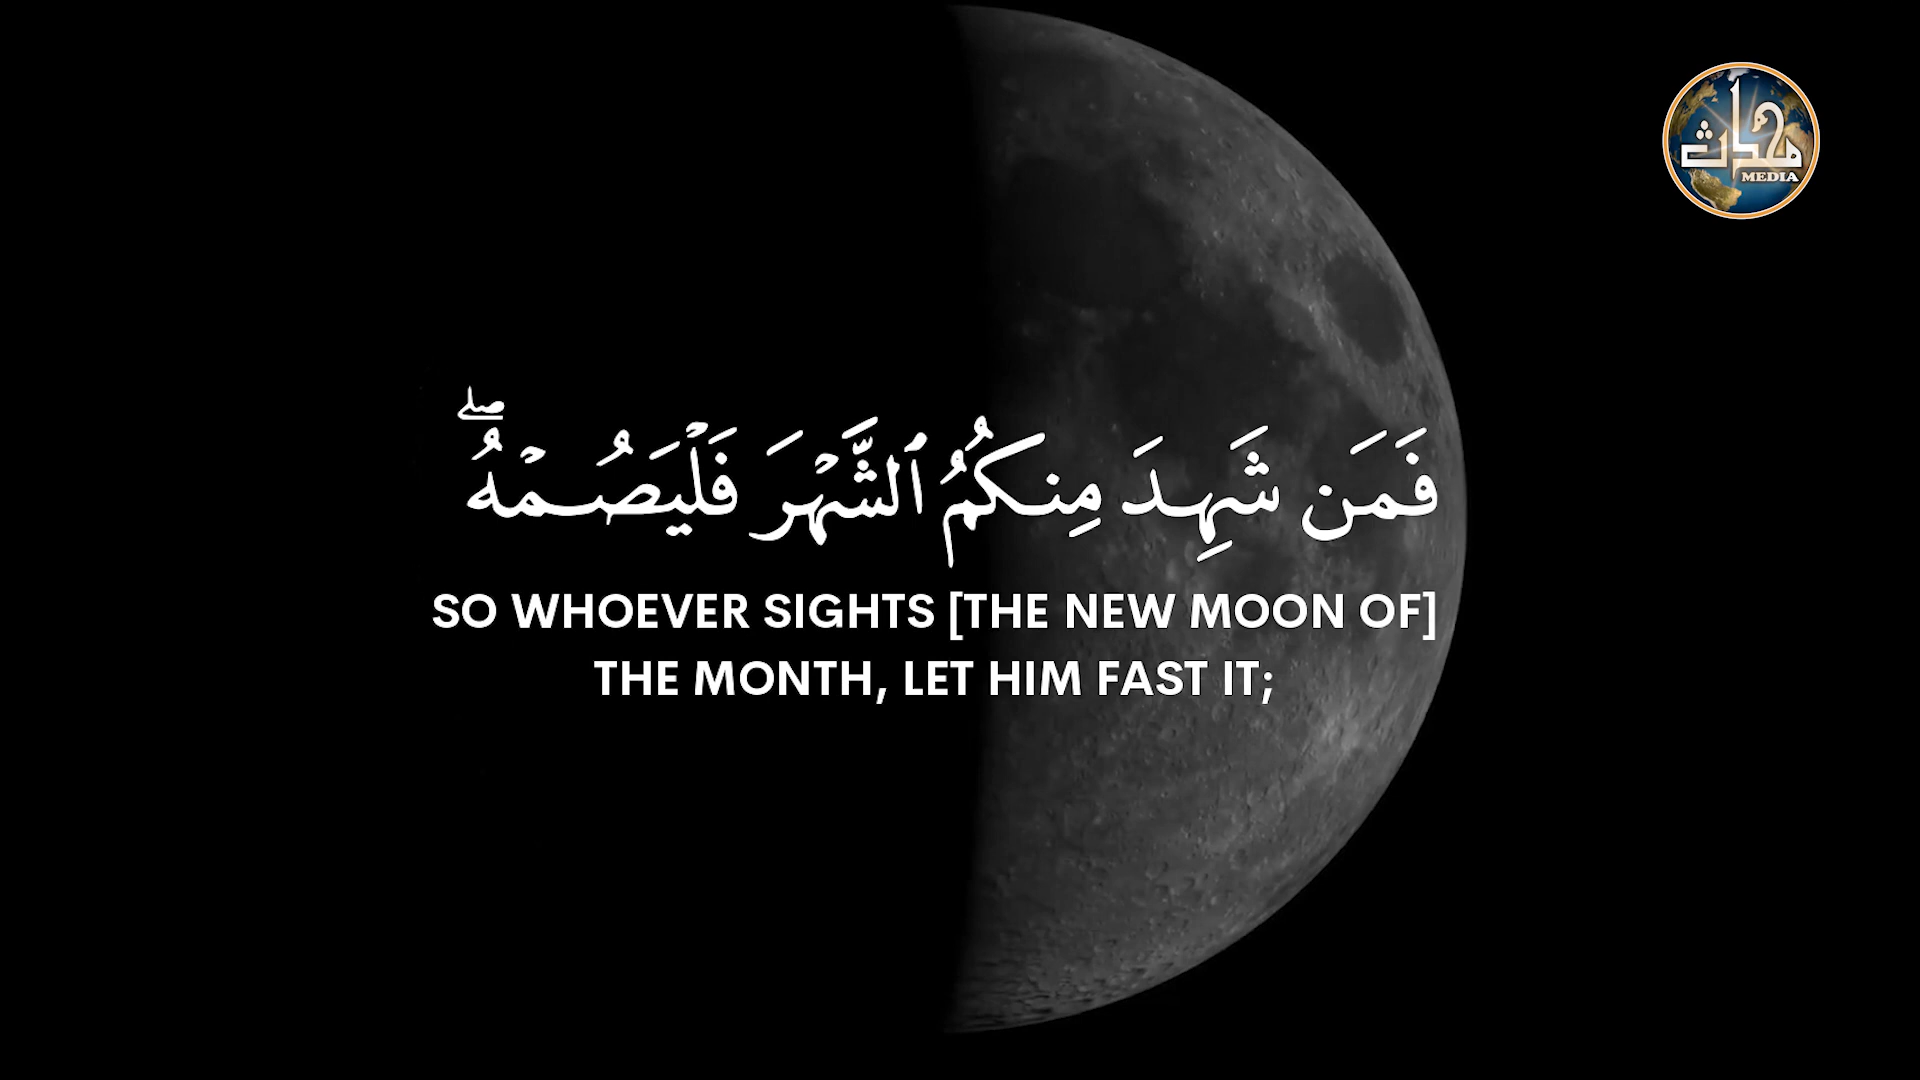 فَمَن شَهِدَ مِنكُمُ ٱلشَّهْرَ فَلْيَصُمْهُ ۖ
SO WHOEVER SIGHTS [THE NEW MOON OF]
THE MONTH, LET HIM FAST IT;
MEDIA